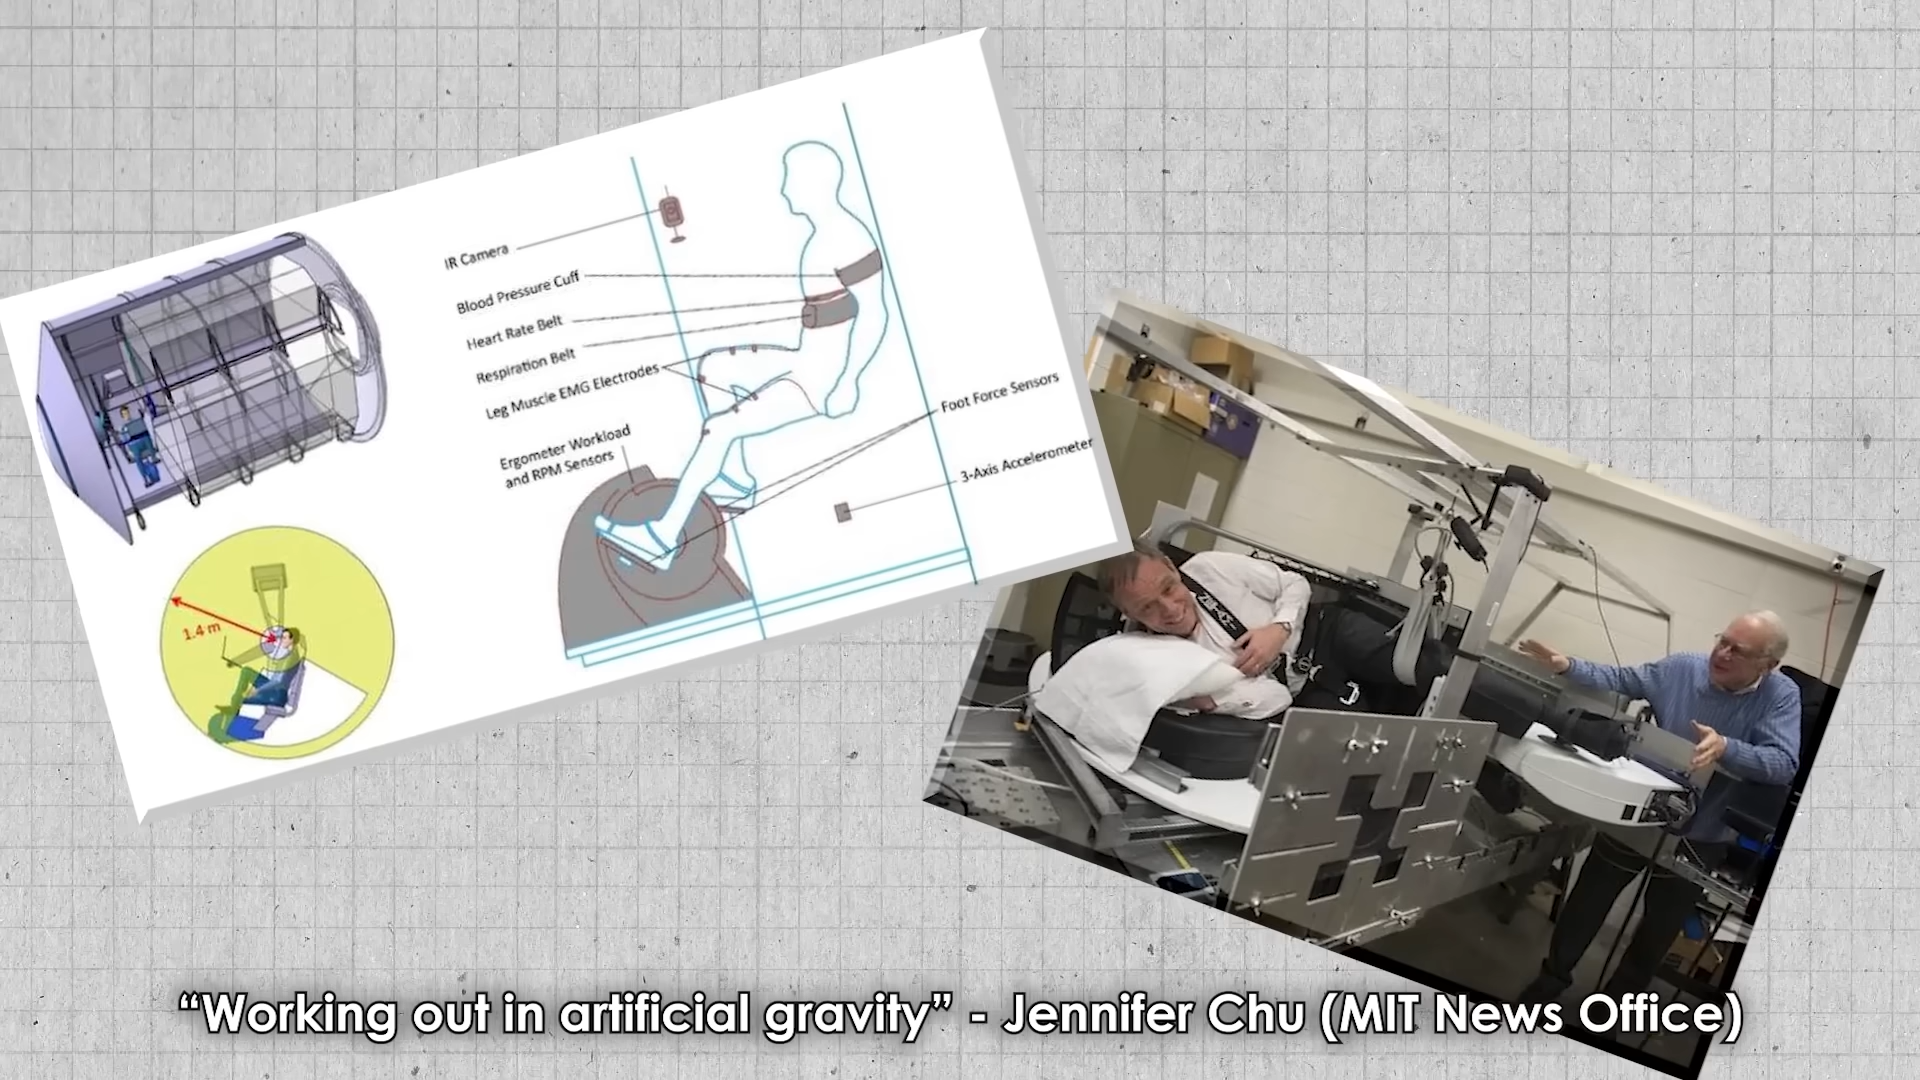 IR Camera
Blood Pressure Cuff
Heart Rate Belt
Respiration Belt
Leg Muscle EMG Electrodes
Ergometer Workload
and RPM Sensors
Foot Force Sensors
3-Axis Accelerometer
1.4 m
“Working out in artificial gravity” - Jennifer Chu (MIT News Office)